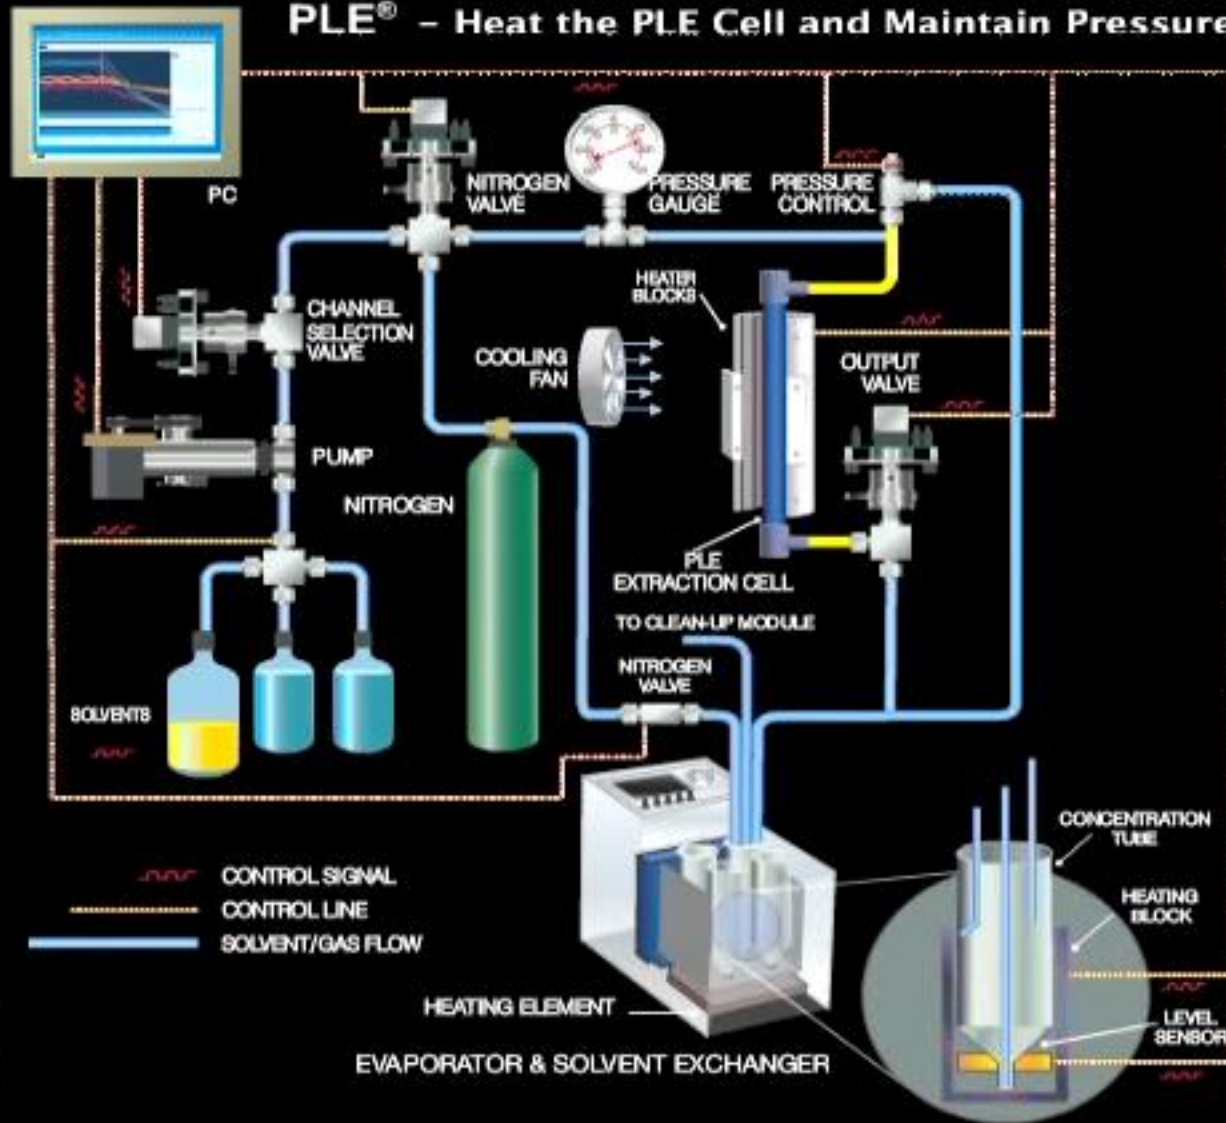 PLE® – Heat the PLE Cell and Maintain Pressure
PC
NITROGEN
VALVE
PRESSURE
GAUGE
PRESSURE
CONTROL
HEATER
BLOCKS
CHANNEL
SELECTION
VALVE
COOLING
FAN
OUTPUT
VALVE
PUMP
NITROGEN
PLE
EXTRACTION CELL
TO CLEAN-UP MODULE
NITROGEN
VALVE
SOLVENTS
CONCENTRATION
TUBE
CONTROL SIGNAL
CONTROL LINE
SOLVENT/GAS FLOW
HEATING
BLOCK
HEATING ELEMENT
LEVEL
SENSOR
EVAPORATOR & SOLVENT EXCHANGER